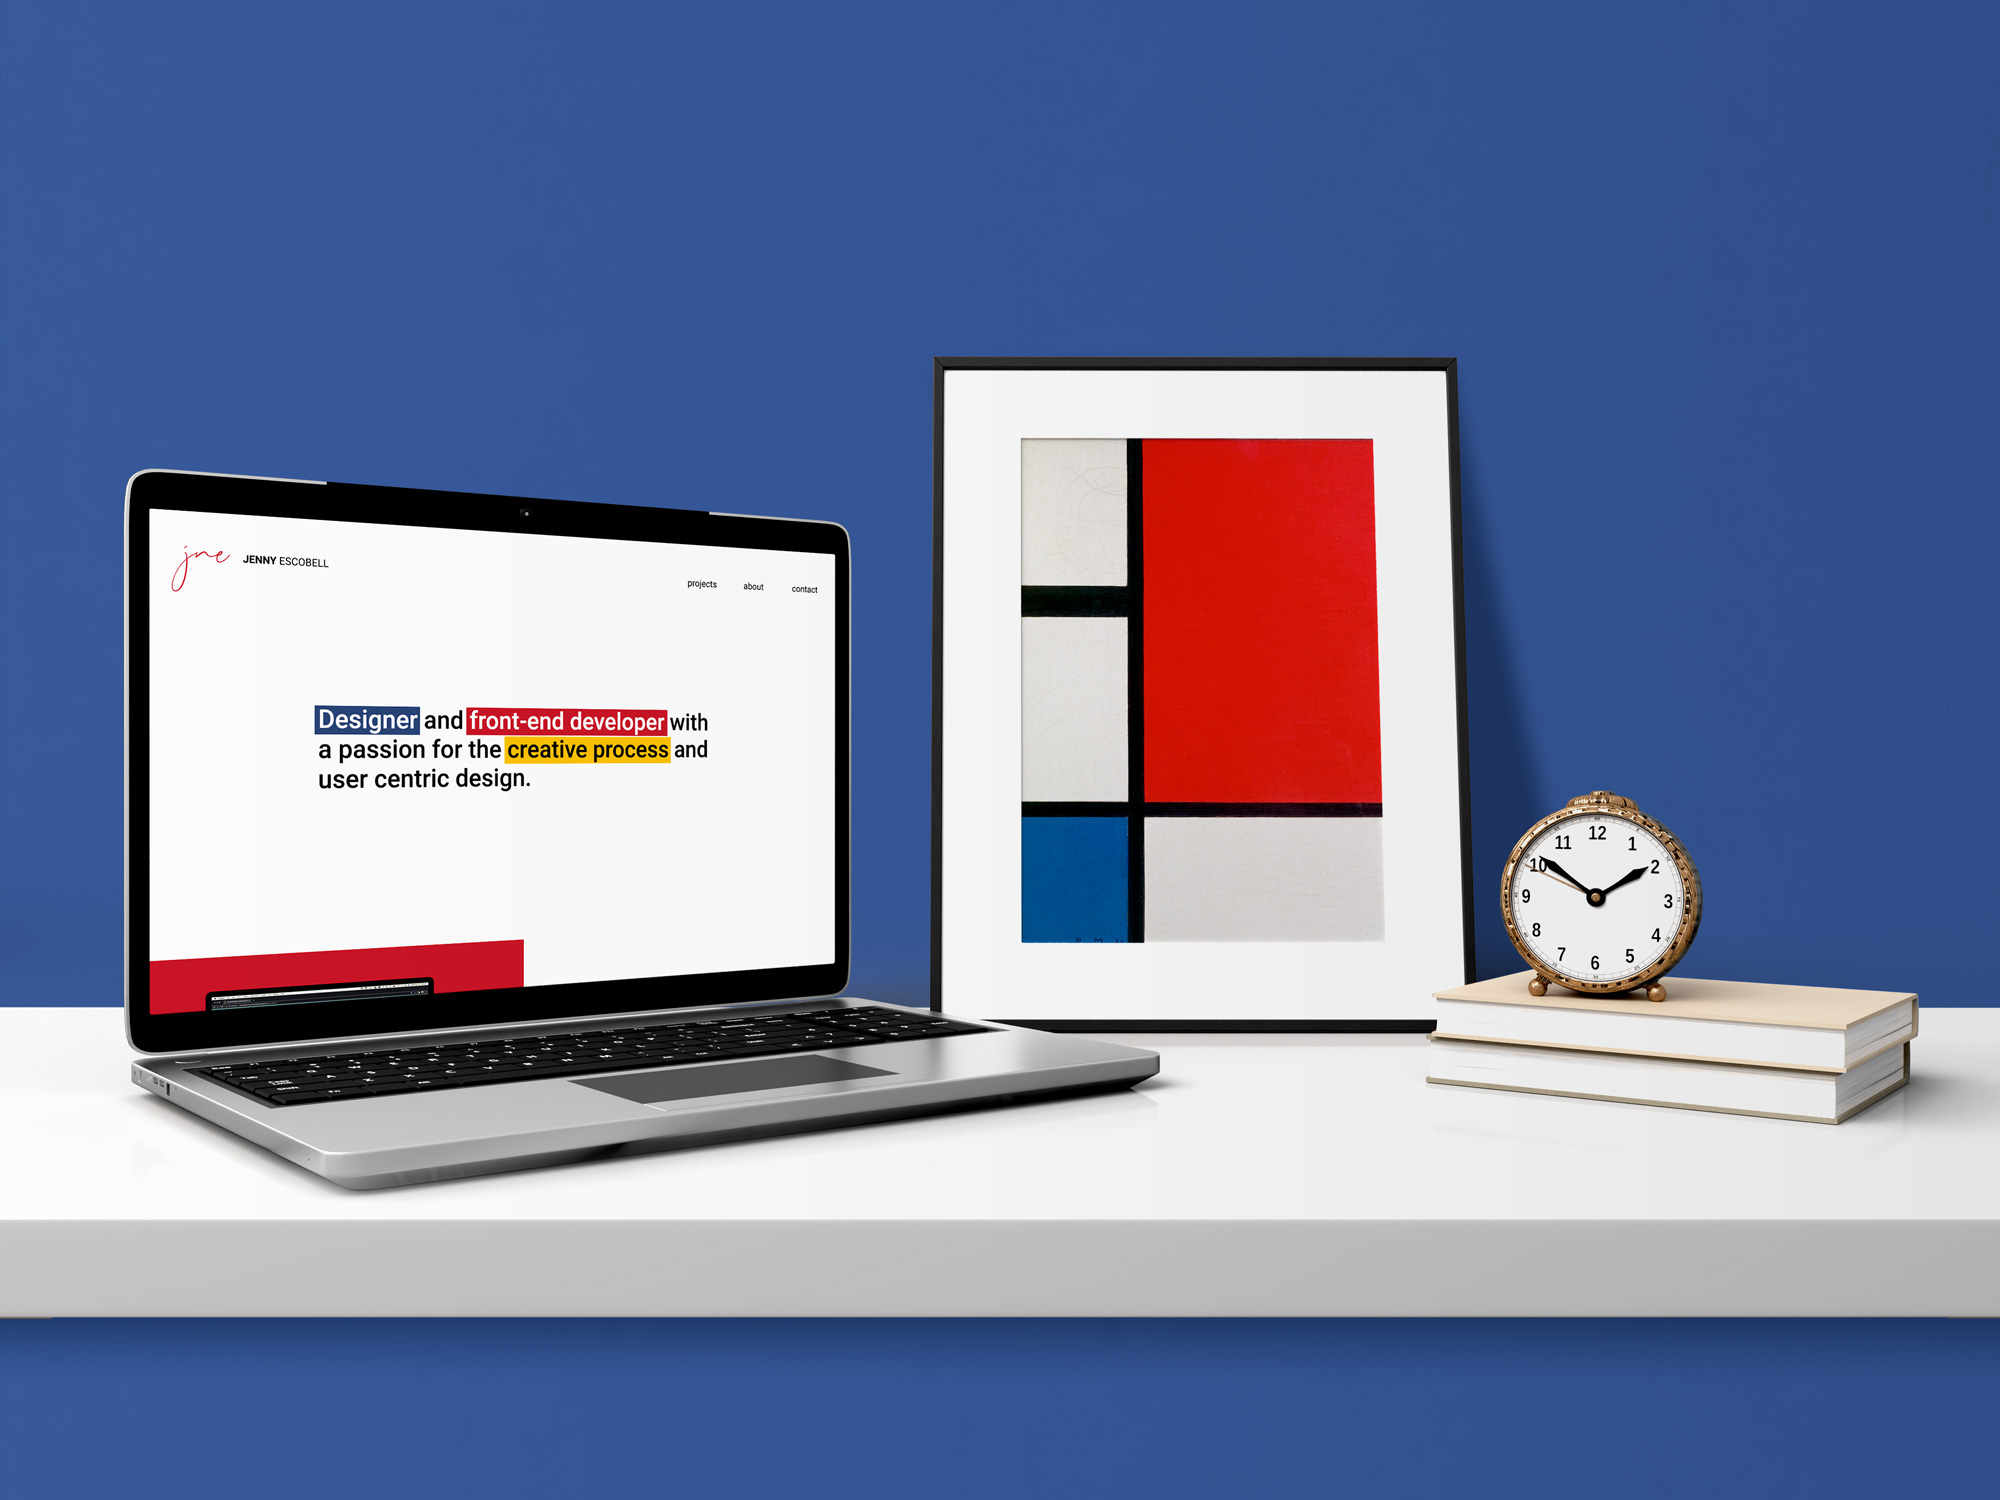 jne JENNY ESCOBELL
projects about contact
Designer and front-end developer with
a passion for the creative process and
user centric design.
12
11 1
10 2
9 3
8 4
7 5
6